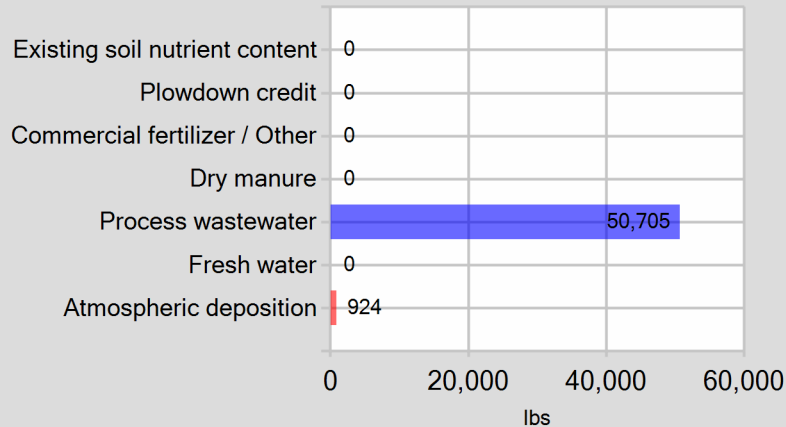 Existing soil nutrient content 0
Plowdown credit 0
Commercial fertilizer / Other 0
Dry manure 0
Process wastewater 50,705
Fresh water 0
Atmospheric deposition 924
0 20,000 40,000 60,000
lbs